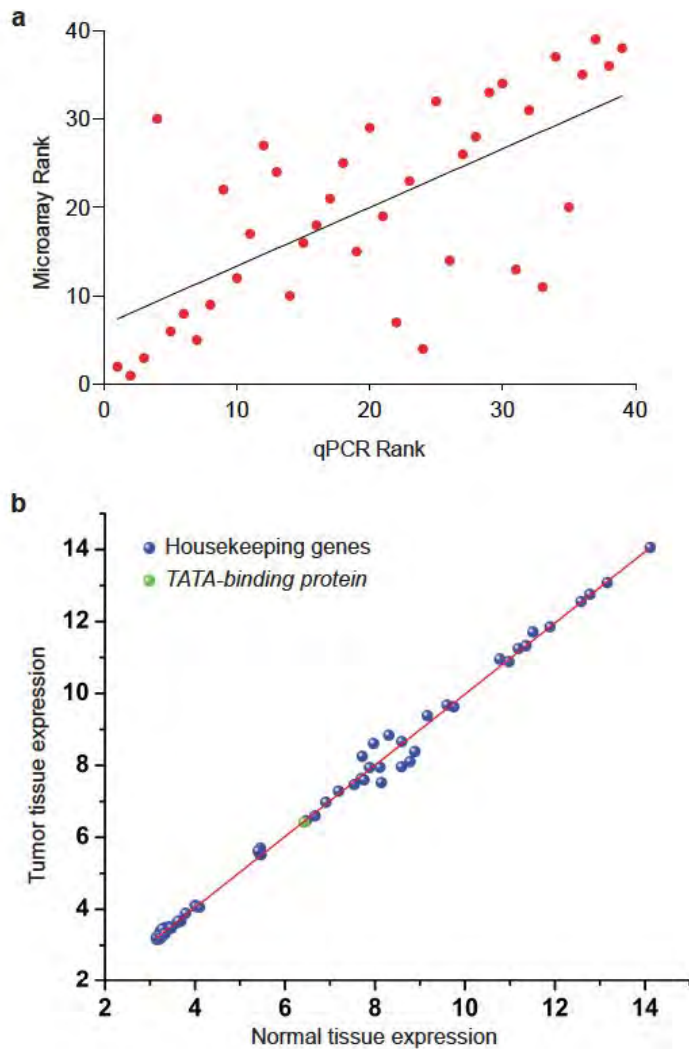 a
40
30
20
10
0
Microarray Rank
0 10 20 30 40
qPCR Rank
b
14
12
10
8
6
4
2
Tumor tissue expression
Housekeeping genes
TATA-binding protein
2 4 6 8 10 12 14
Normal tissue expression